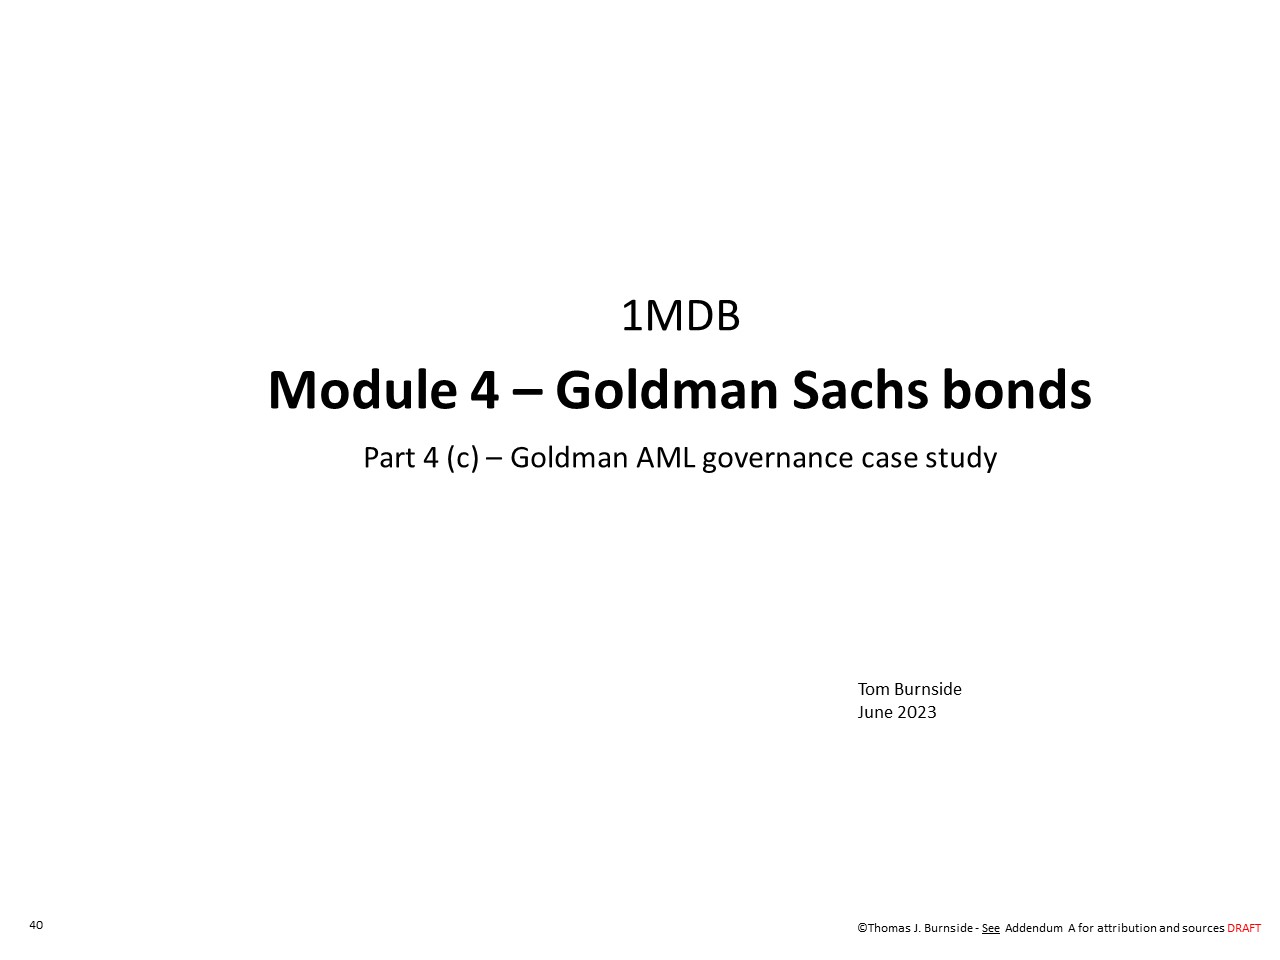 1MDB
Module 4 – Goldman Sachs bonds
Part 4 (c) – Goldman AML governance case study
Tom Burnside
June 2023
40
©Thomas J. Burnside - See Addendum A for attribution and sources DRAFT